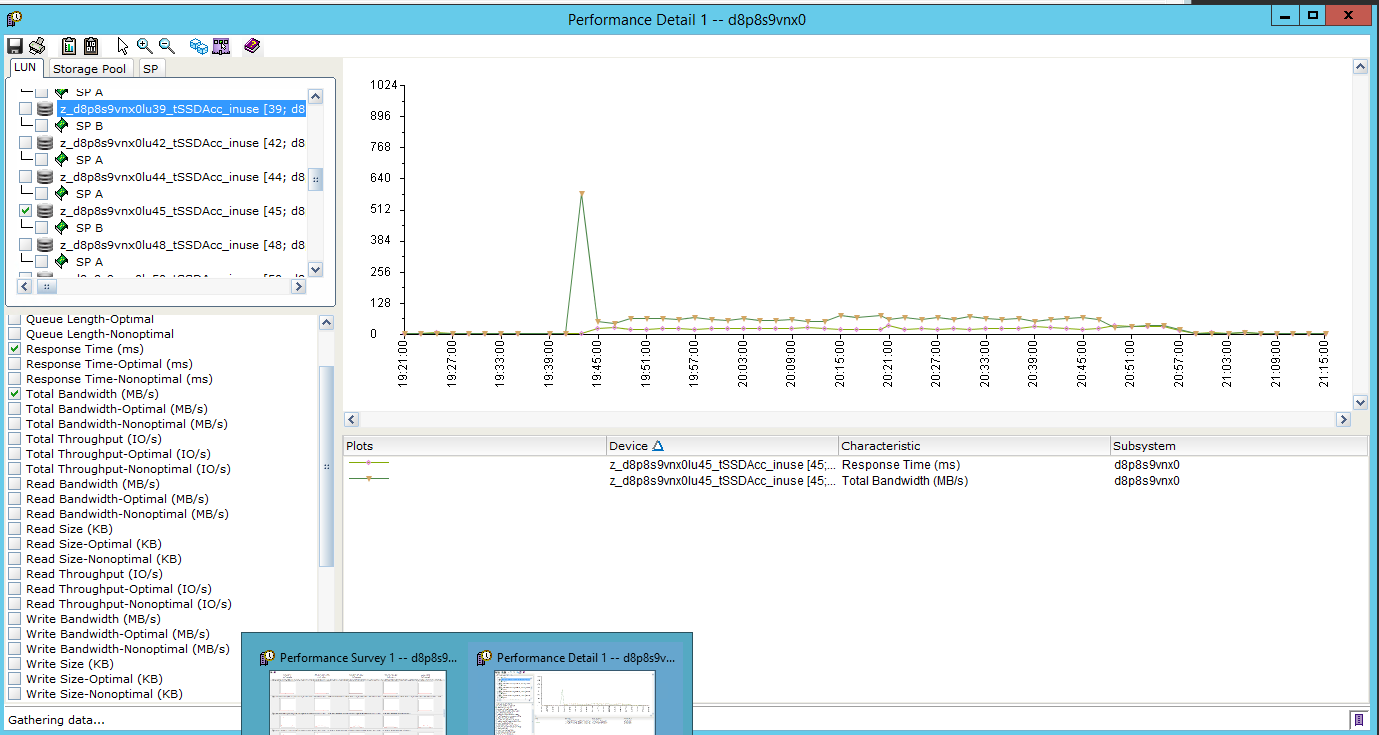 Performance Detail 1 -- d8p8s9vnx0
LUN
Storage Pool
SP
SP A
z_d8p8s9vnx0lu39_tSSDAcc_inuse [39; d8
SP B
z_d8p8s9vnx0lu42_tSSDAcc_inuse [42; d8
SP A
z_d8p8s9vnx0lu44_tSSDAcc_inuse [44; d8
SP A
z_d8p8s9vnx0lu45_tSSDAcc_inuse [45; d8
SP B
z_d8p8s9vnx0lu48_tSSDAcc_inuse [48; d8
SP A
Queue Length-Optimal
Queue Length-Nonoptimal
Response Time (ms)
Response Time-Optimal (ms)
Response Time-Nonoptimal (ms)
Total Bandwidth (MB/s)
Total Bandwidth-Optimal (MB/s)
Total Bandwidth-Nonoptimal (MB/s)
Total Throughput (IO/s)
Total Throughput-Optimal (IO/s)
Total Throughput-Nonoptimal (IO/s)
Read Bandwidth (MB/s)
Read Bandwidth-Optimal (MB/s)
Read Bandwidth-Nonoptimal (MB/s)
Read Size (KB)
Read Size-Optimal (KB)
Read Size-Nonoptimal (KB)
Read Throughput (IO/s)
Read Throughput-Optimal (IO/s)
Read Throughput-Nonoptimal (IO/s)
Write Bandwidth (MB/s)
Write Bandwidth-Optimal (MB/s)
Write Bandwidth-Nonoptimal (MB/s)
Write Size (KB)
Write Size-Optimal (KB)
Write Size-Nonoptimal (KB)
1024
896
768
640
512
384
256
128
0
19:21:00
19:27:00
19:33:00
19:39:00
19:45:00
19:51:00
19:57:00
20:03:00
20:09:00
20:15:00
20:21:00
20:27:00
20:33:00
20:39:00
20:45:00
20:51:00
20:57:00
21:03:00
21:09:00
21:15:00
Plots Device Characteristic Subsystem
z_d8p8s9vnx0lu45_tSSDAcc_inuse [45;... Response Time (ms) d8p8s9vnx0
z_d8p8s9vnx0lu45_tSSDAcc_inuse [45;... Total Bandwidth (MB/s) d8p8s9vnx0
Performance Survey 1 -- d8p8s9...
Performance Detail 1 -- d8p8s9v...
Gathering data...